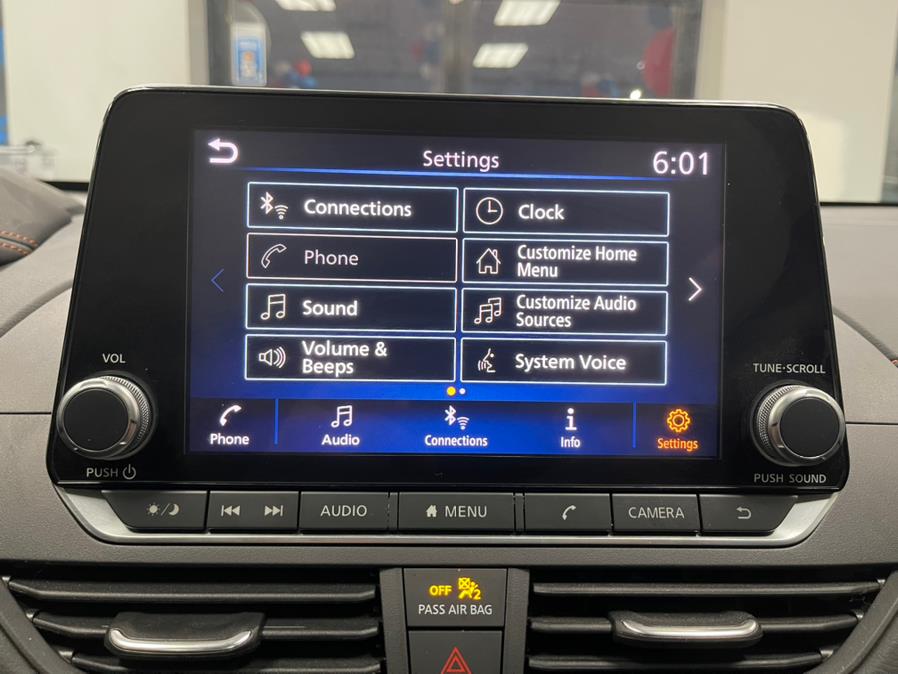 Settings
6:01
Connections
Clock
Phone
Customize Home
Menu
Sound
Customize Audio
Sources
Volume &
Beeps
System Voice
VOL
TUNE·SCROLL
Phone
Audio
Connections
Info
Settings
PUSH
PUSH SOUND
AUDIO
MENU
CAMERA
OFF
2
PASS AIR BAG